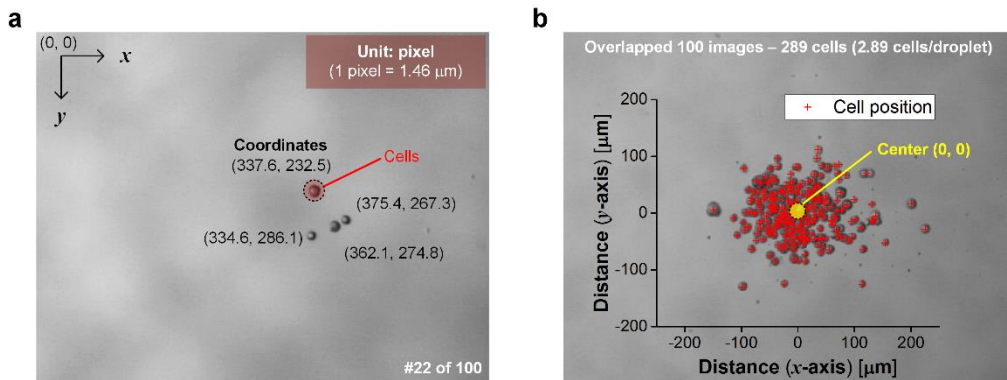 a
(0, 0)
x
y
Unit: pixel
(1 pixel = 1.46 μm)
Coordinates
(337.6, 232.5)
Cells
(375.4, 267.3)
(334.6, 286.1)
(362.1, 274.8)
#22 of 100
b
Overlapped 100 images – 289 cells (2.89 cells/droplet)
Cell position
Center (0, 0)
Distance (y-axis) [μm]
200
100
0
-100
-200
-200 -100 0 100 200
Distance (x-axis) [μm]